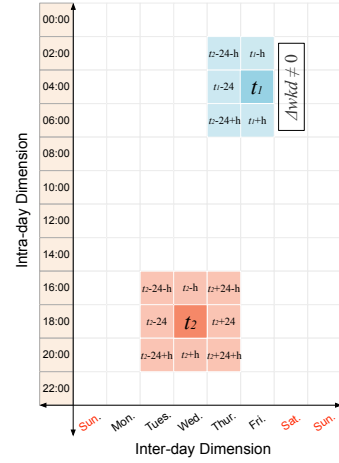 00:00
02:00 t2-24-h t1-h
04:00 t1-24 t1
06:00 t2-24+h t1+h
Δwkd ≠ 0
08:00
10:00
12:00
14:00
16:00 t2-24-h t2-h t2+24-h
18:00 t2-24 t2 t2+24
20:00 t2-24+h t2+h t2+24+h
22:00
Intra-day Dimension
Sun. Mon. Tues. Wed. Thur. Fri. Sat. Sun.
Inter-day Dimension